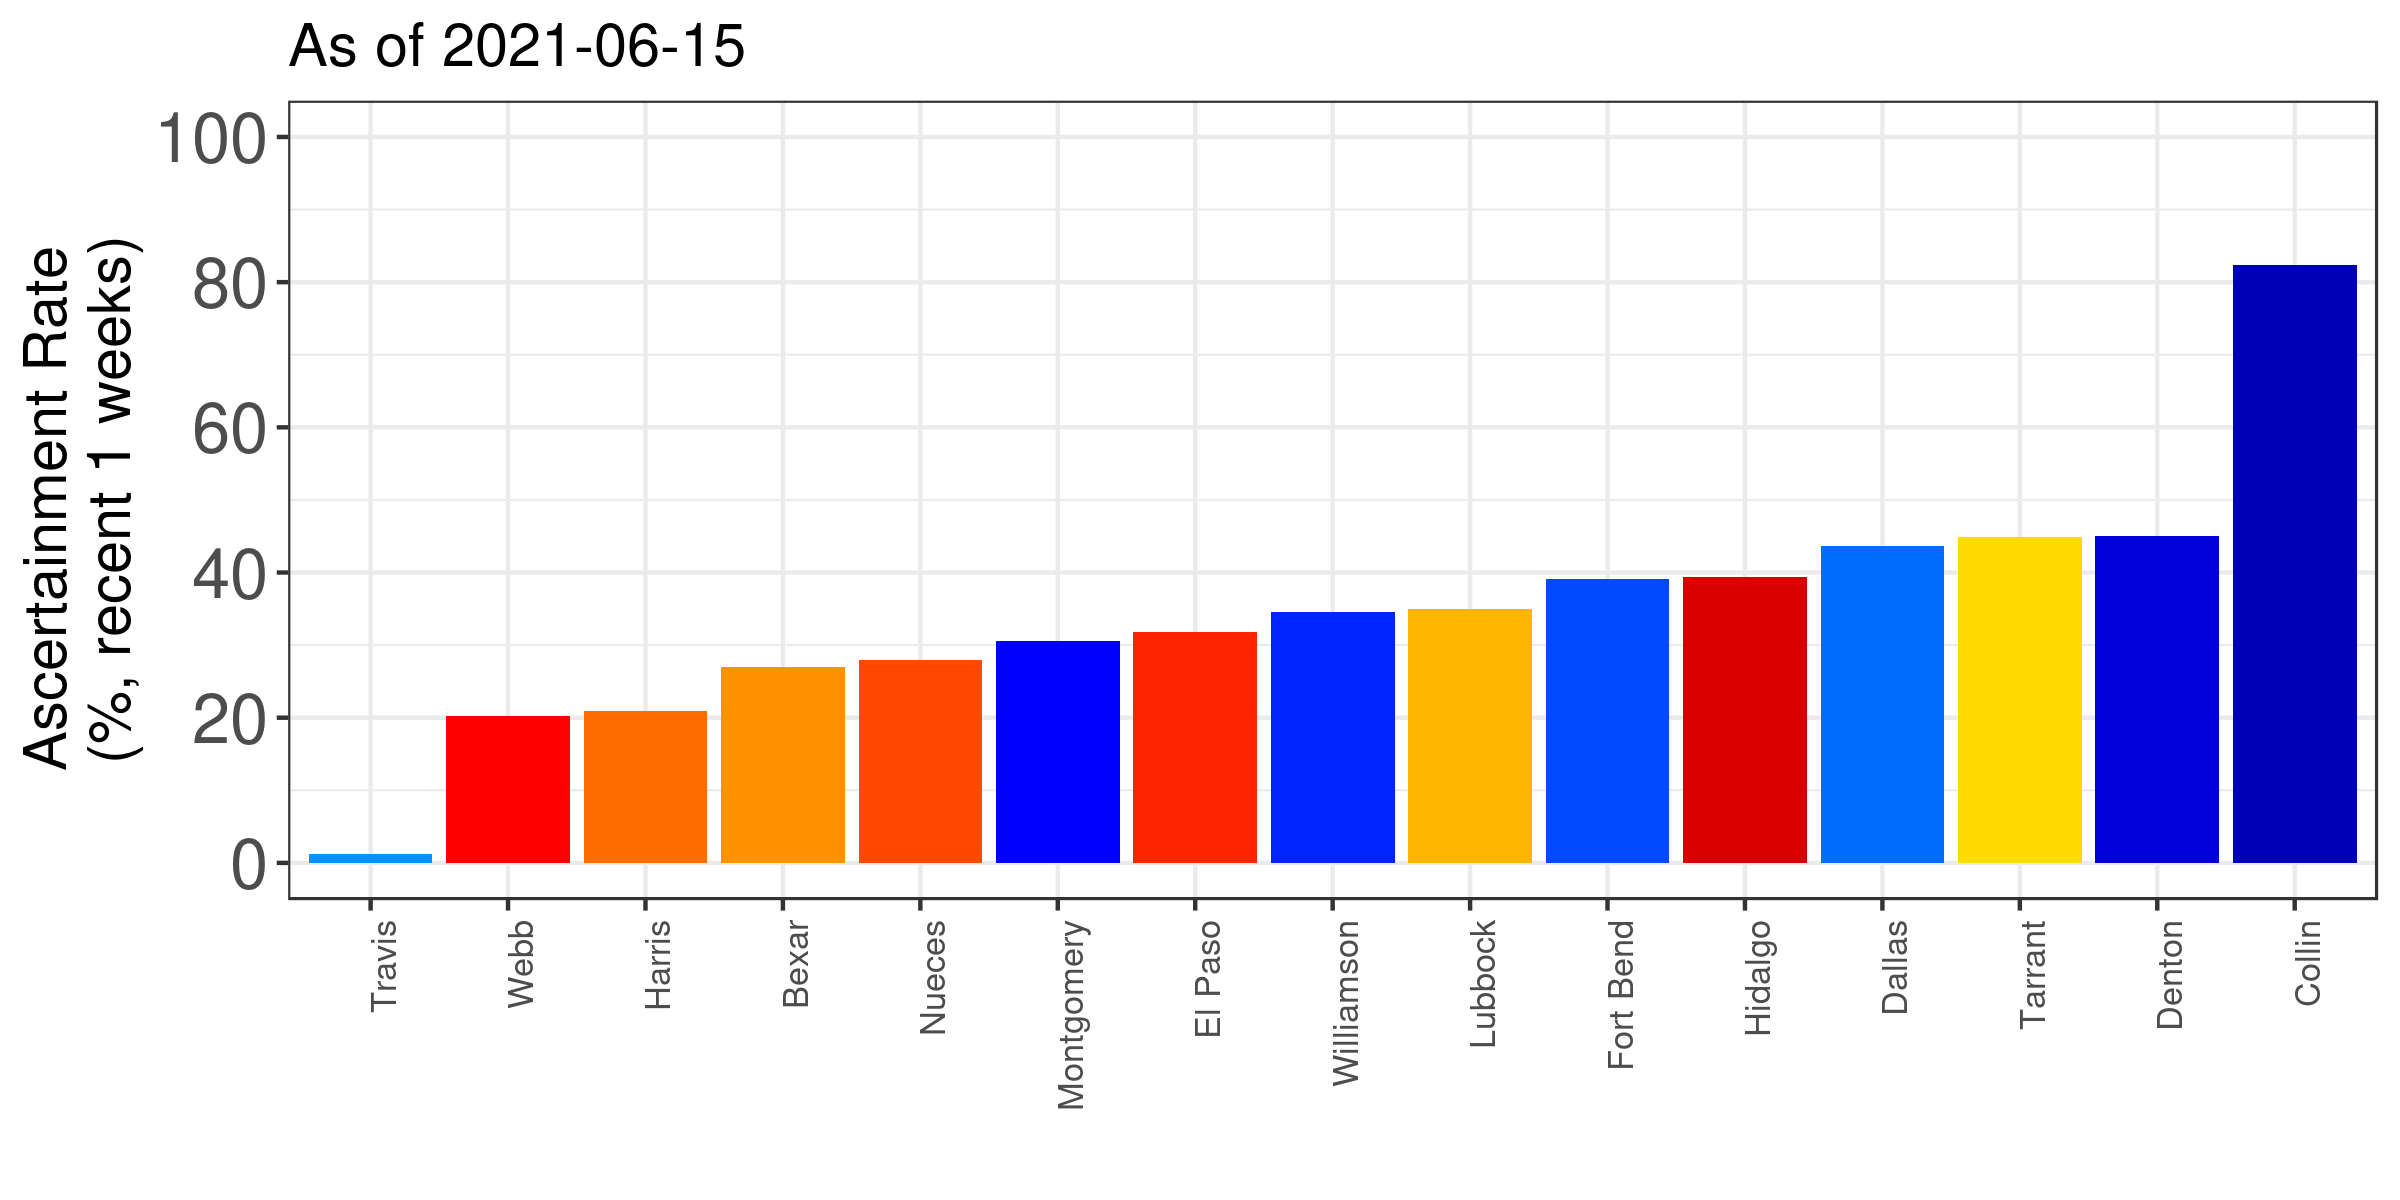 As of 2021-06-15
Ascertainment Rate
(%, recent 1 weeks)
100
80
60
40
20
0
Travis
Webb
Harris
Bexar
Nueces
Montgomery
El Paso
Williamson
Lubbock
Fort Bend
Hidalgo
Dallas
Tarrant
Denton
Collin